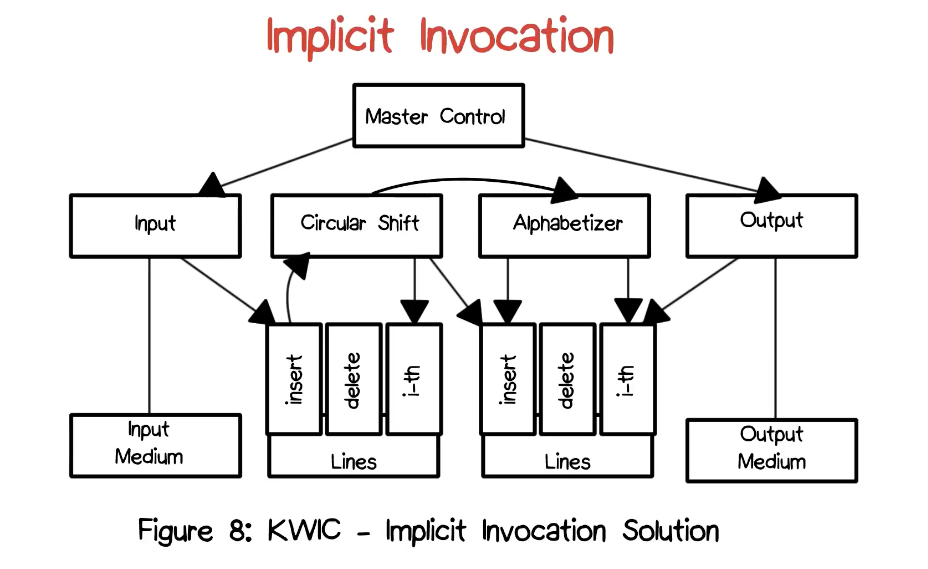 Implicit Invocation
Master Control
Input
Circular Shift
Alphabetizer
Output
insert
delete
i-th
insert
delete
i-th
Input
Medium
Lines
Lines
Output
Medium
Figure 8: KWIC - Implicit Invocation Solution